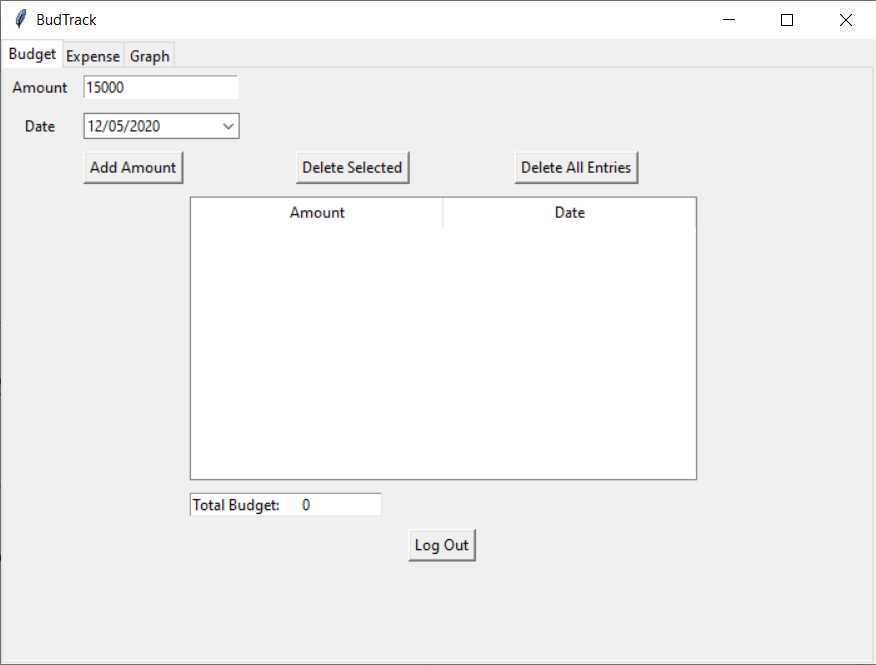 BudTrack
Budget Expense Graph
Amount 15000
Date 12/05/2020
Add Amount Delete Selected Delete All Entries
Amount Date
Total Budget: 0
Log Out